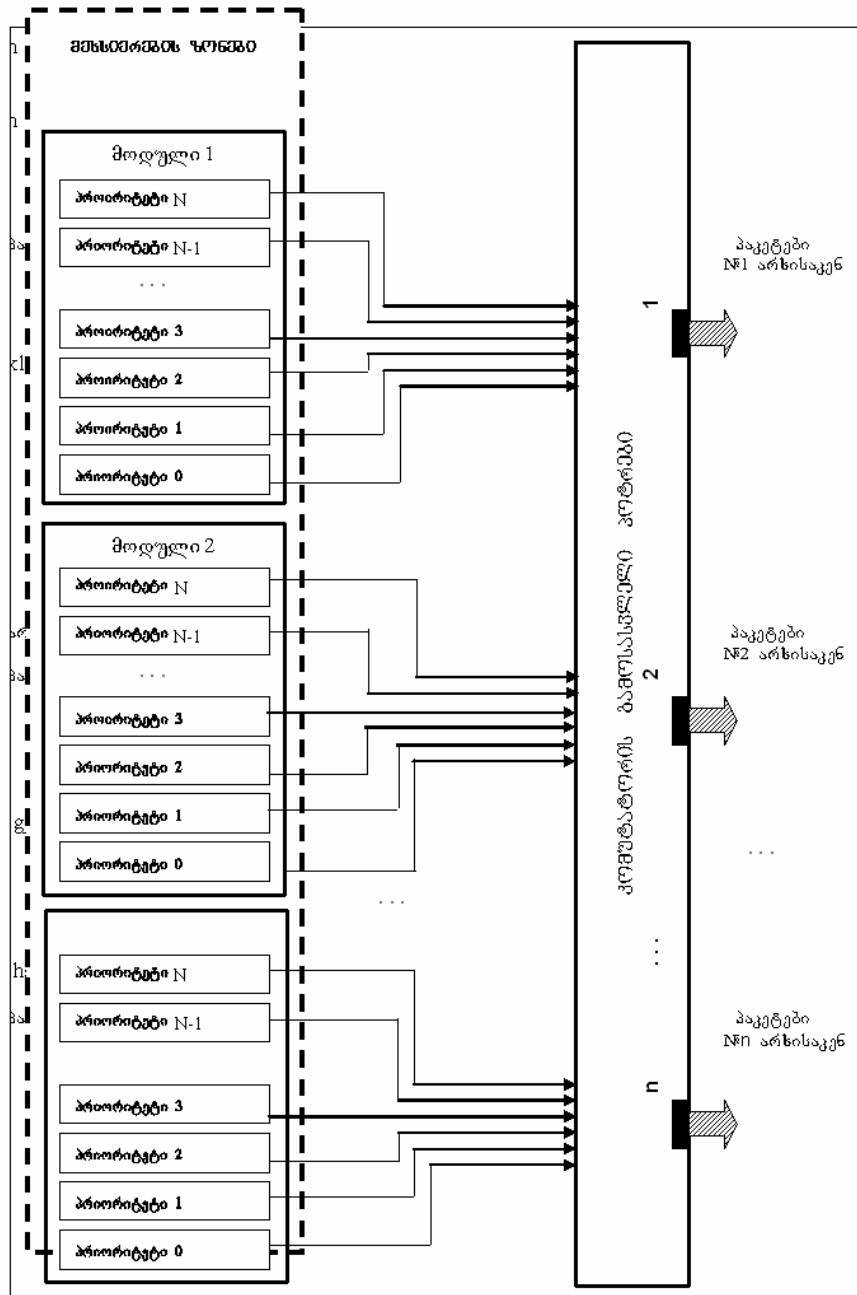 მეხსიერების ზონები
მოდული 1
პრიორიტეტი N
პრიორიტეტი N-1
...
პრიორიტეტი 3
პრიორიტეტი 2
პრიორიტეტი 1
პრიორიტეტი 0
მოდული 2
პრიორიტეტი N
პრიორიტეტი N-1
...
პრიორიტეტი 3
პრიორიტეტი 2
პრიორიტეტი 1
პრიორიტეტი 0
...
პრიორიტეტი N
პრიორიტეტი N-1
პრიორიტეტი 3
პრიორიტეტი 2
პრიორიტეტი 1
პრიორიტეტი 0
კომუტატორის გამოსასვლელი პორტები
1
2
...
n
პაკეტები
№1 არხისაკენ
პაკეტები
№2 არხისაკენ
...
პაკეტები
№n არხისაკენ